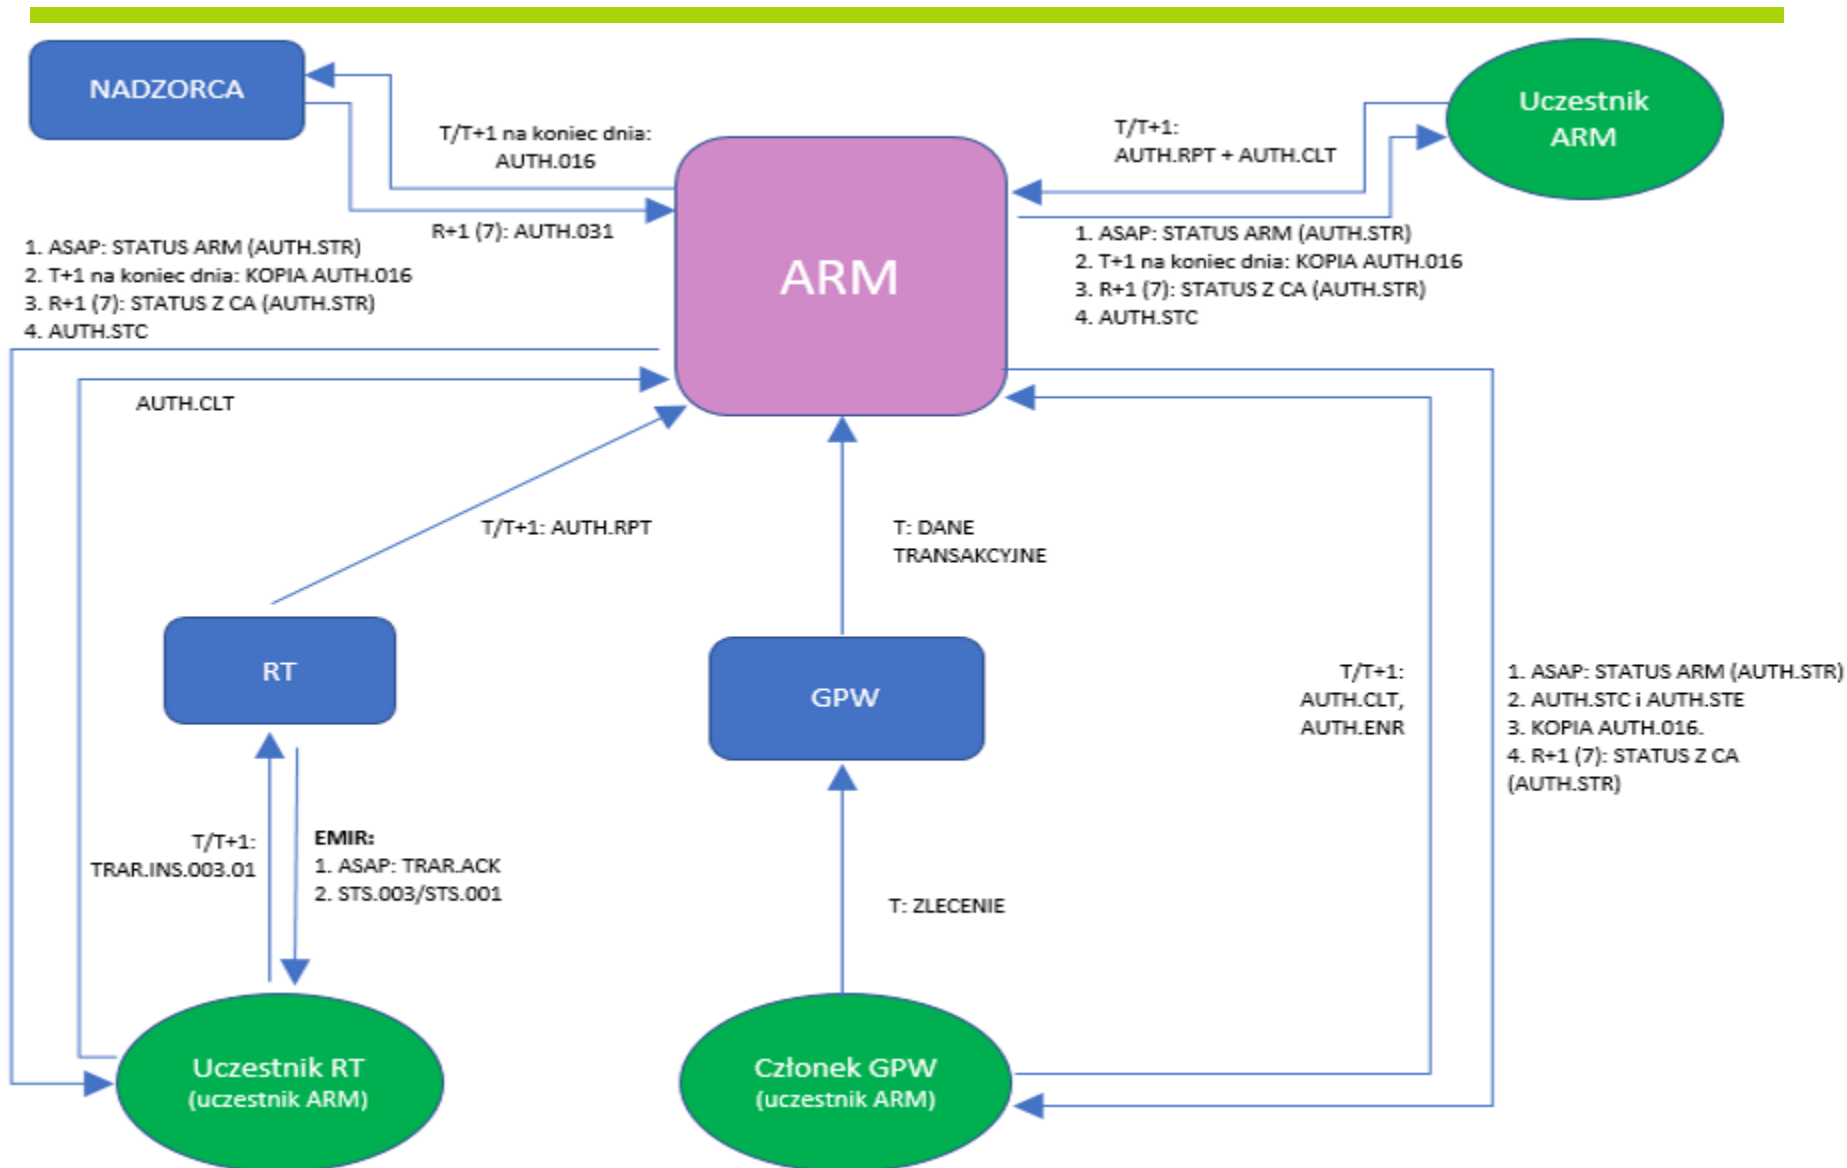 NADZORCA
Uczestnik
ARM
T/T+1 na koniec dnia:
AUTH.016
T/T+1:
AUTH.RPT + AUTH.CLT
R+1 (7): AUTH.031
ARM
1. ASAP: STATUS ARM (AUTH.STR)
2. T+1 na koniec dnia: KOPIA AUTH.016
3. R+1 (7): STATUS Z CA (AUTH.STR)
4. AUTH.STC
1. ASAP: STATUS ARM (AUTH.STR)
2. T+1 na koniec dnia: KOPIA AUTH.016
3. R+1 (7): STATUS Z CA (AUTH.STR)
4. AUTH.STC
AUTH.CLT
T/T+1: AUTH.RPT
T: DANE
TRANSAKCYJNE
RT
GPW
T/T+1:
AUTH.CLT,
AUTH.ENR
1. ASAP: STATUS ARM (AUTH.STR)
2. AUTH.STC i AUTH.STE
3. KOPIA AUTH.016.
4. R+1 (7): STATUS Z CA
(AUTH.STR)
T/T+1:
TRAR.INS.003.01
EMIR:
1. ASAP: TRAR.ACK
2. STS.003/STS.001
T: ZLECENIE
Uczestnik RT
(uczestnik ARM)
Członek GPW
(uczestnik ARM)